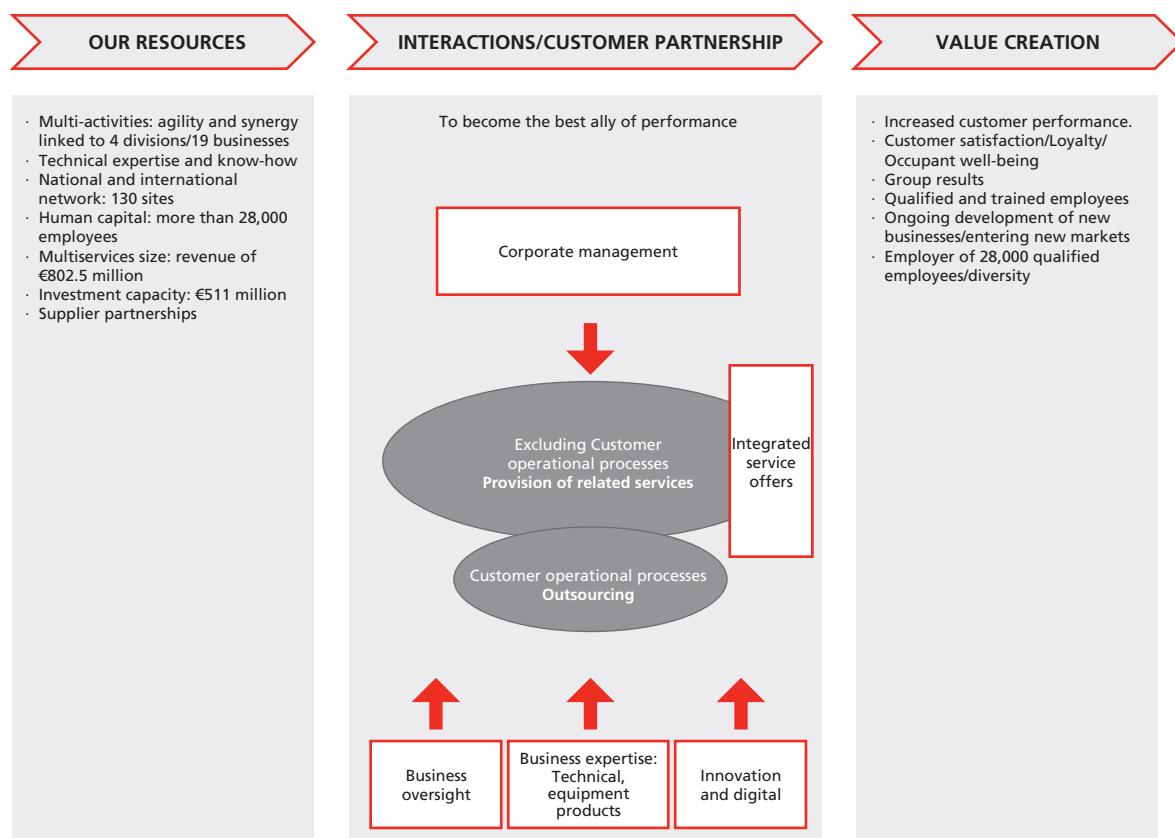 OUR RESOURCES
· Multi-activities: agility and synergy
linked to 4 divisions/19 businesses
· Technical expertise and know-how
· National and international
network: 130 sites
· Human capital: more than 28,000
employees
· Multiservices size: revenue of
€802.5 million
· Investment capacity: €511 million
· Supplier partnerships
INTERACTIONS/CUSTOMER PARTNERSHIP
To become the best ally of performance
Corporate management
Excluding Customer
operational processes
Provision of related services
Integrated
service
offers
Customer operational processes
Outsourcing
Business
oversight
Business expertise:
Technical,
equipment
products
Innovation
and digital
VALUE CREATION
· Increased customer performance.
· Customer satisfaction/Loyalty/
Occupant well-being
· Group results
· Qualified and trained employees
· Ongoing development of new
businesses/entering new markets
· Employer of 28,000 qualified
employees/diversity